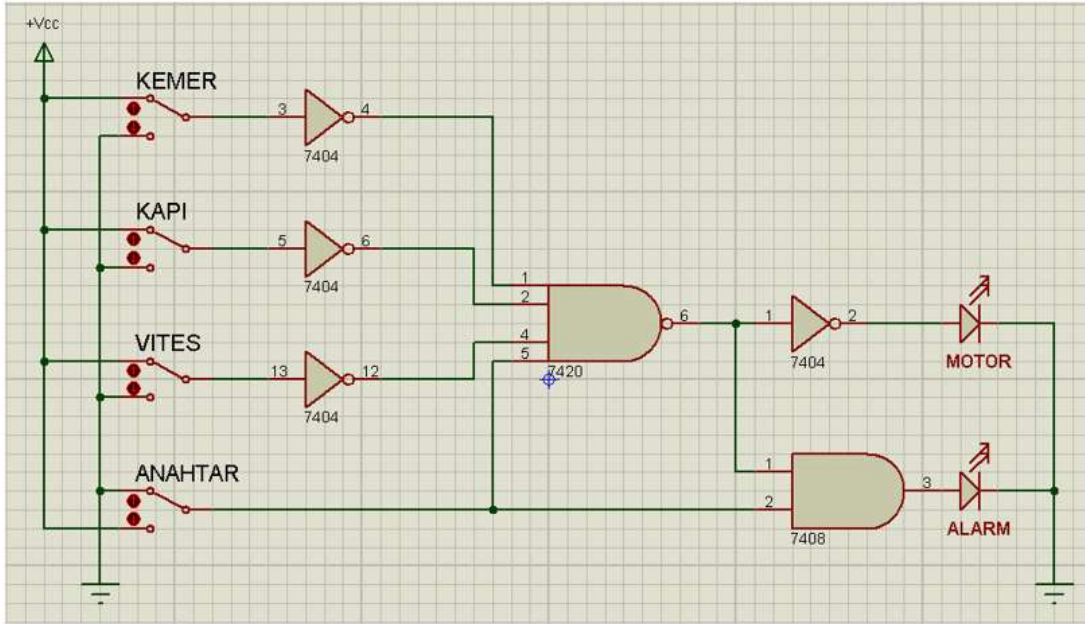 +Vcc
KEMER
3 4
7404
KAPI
5 6
7404
1
2
6
1 2
VITES
4
5
13 12
7404
7420
7404
MOTOR
ANAHTAR
1
2
3
7408
ALARM